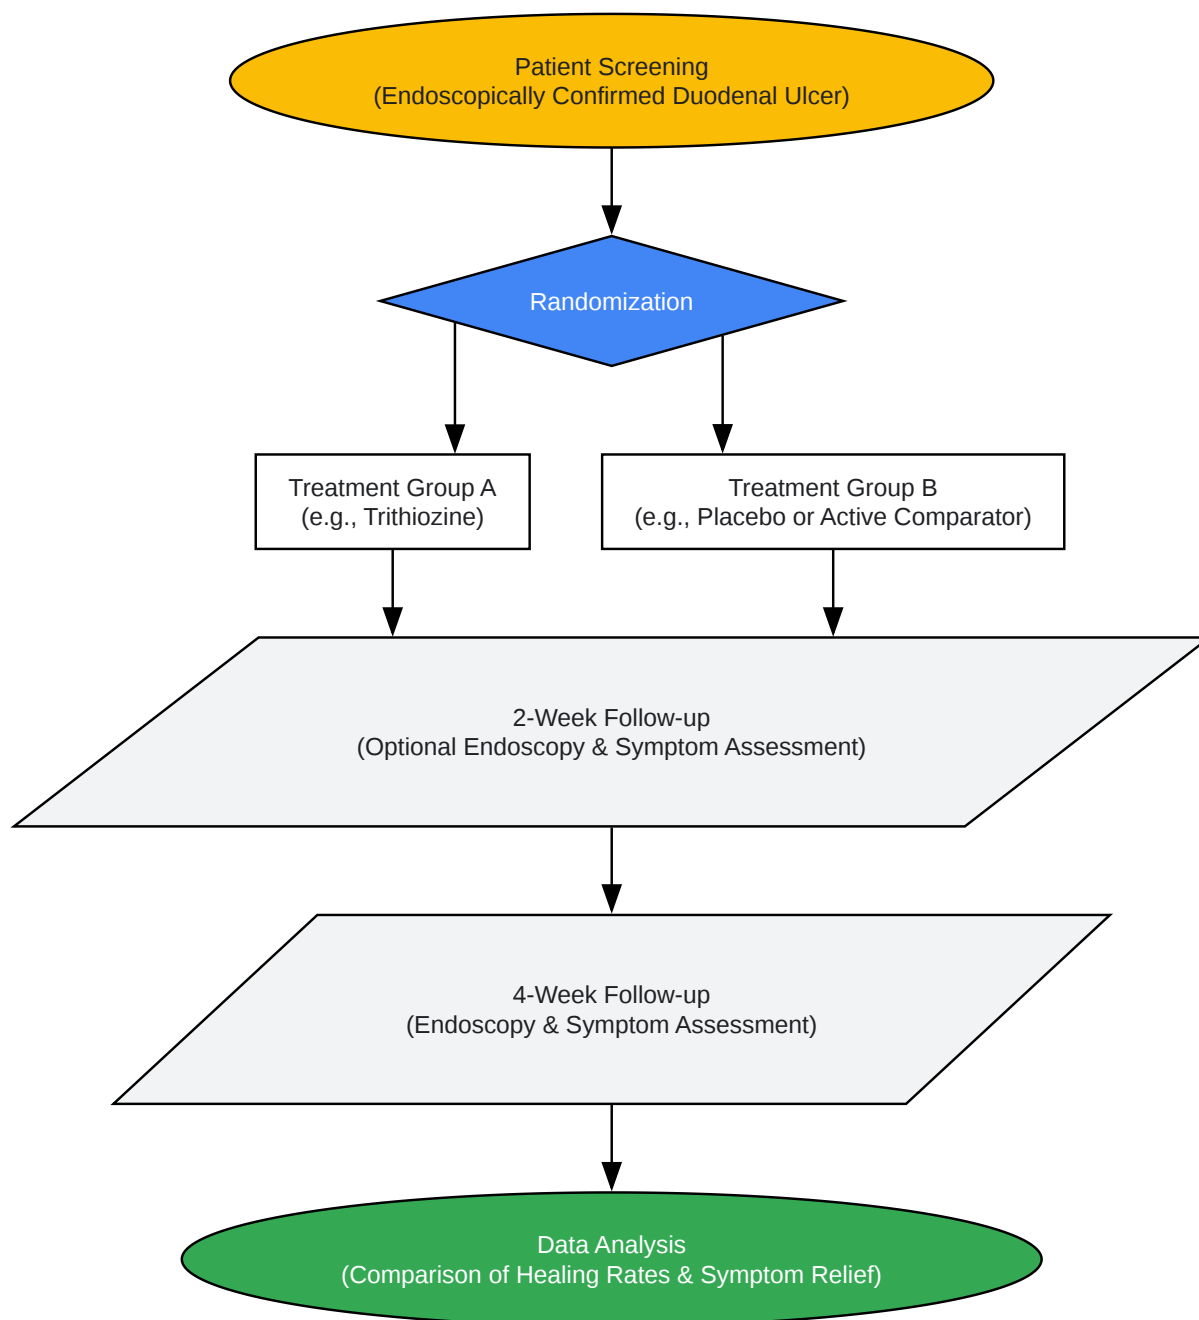 Patient Screening
(Endoscopically Confirmed Duodenal Ulcer)
Randomization
Treatment Group A
(e.g., Trithiozine)
Treatment Group B
(e.g., Placebo or Active Comparator)
2-Week Follow-up
(Optional Endoscopy & Symptom Assessment)
4-Week Follow-up
(Endoscopy & Symptom Assessment)
Data Analysis
(Comparison of Healing Rates & Symptom Relief)